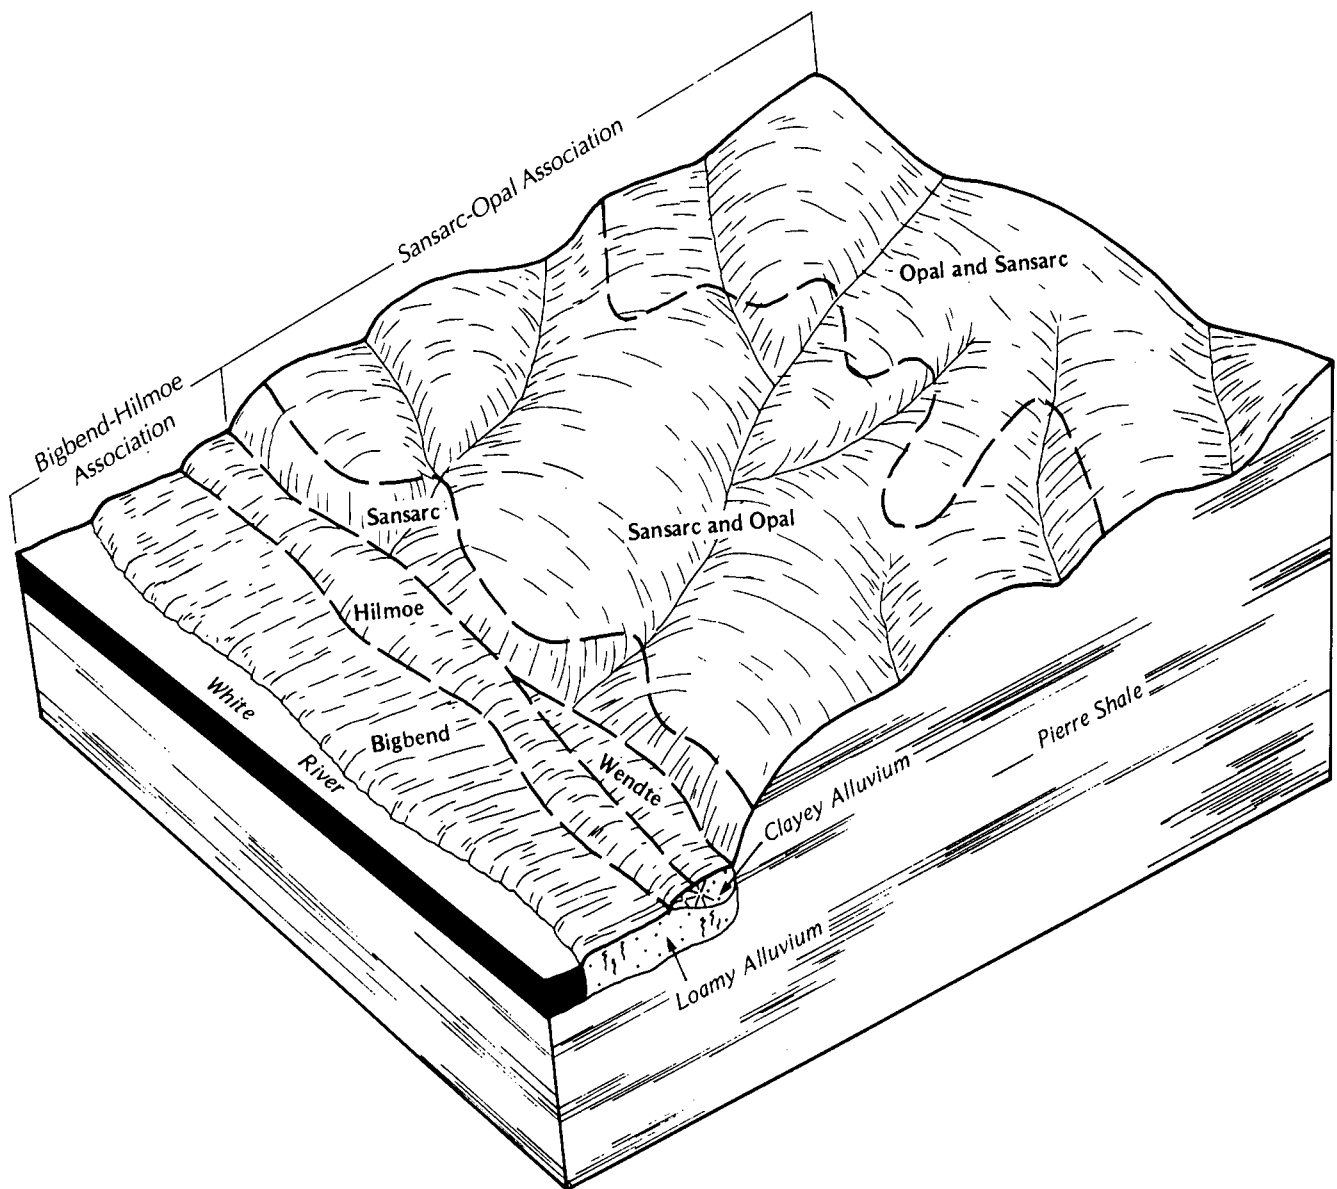 Sansarc-Opal Association
Bigbend-Hilmoe
Association
Opal and Sansarc
Sansarc
Sansarc and Opal
Hilmoe
White
River
Bigbend
Wendte
Pierre Shale
Clayey Alluvium
Loamy Alluvium